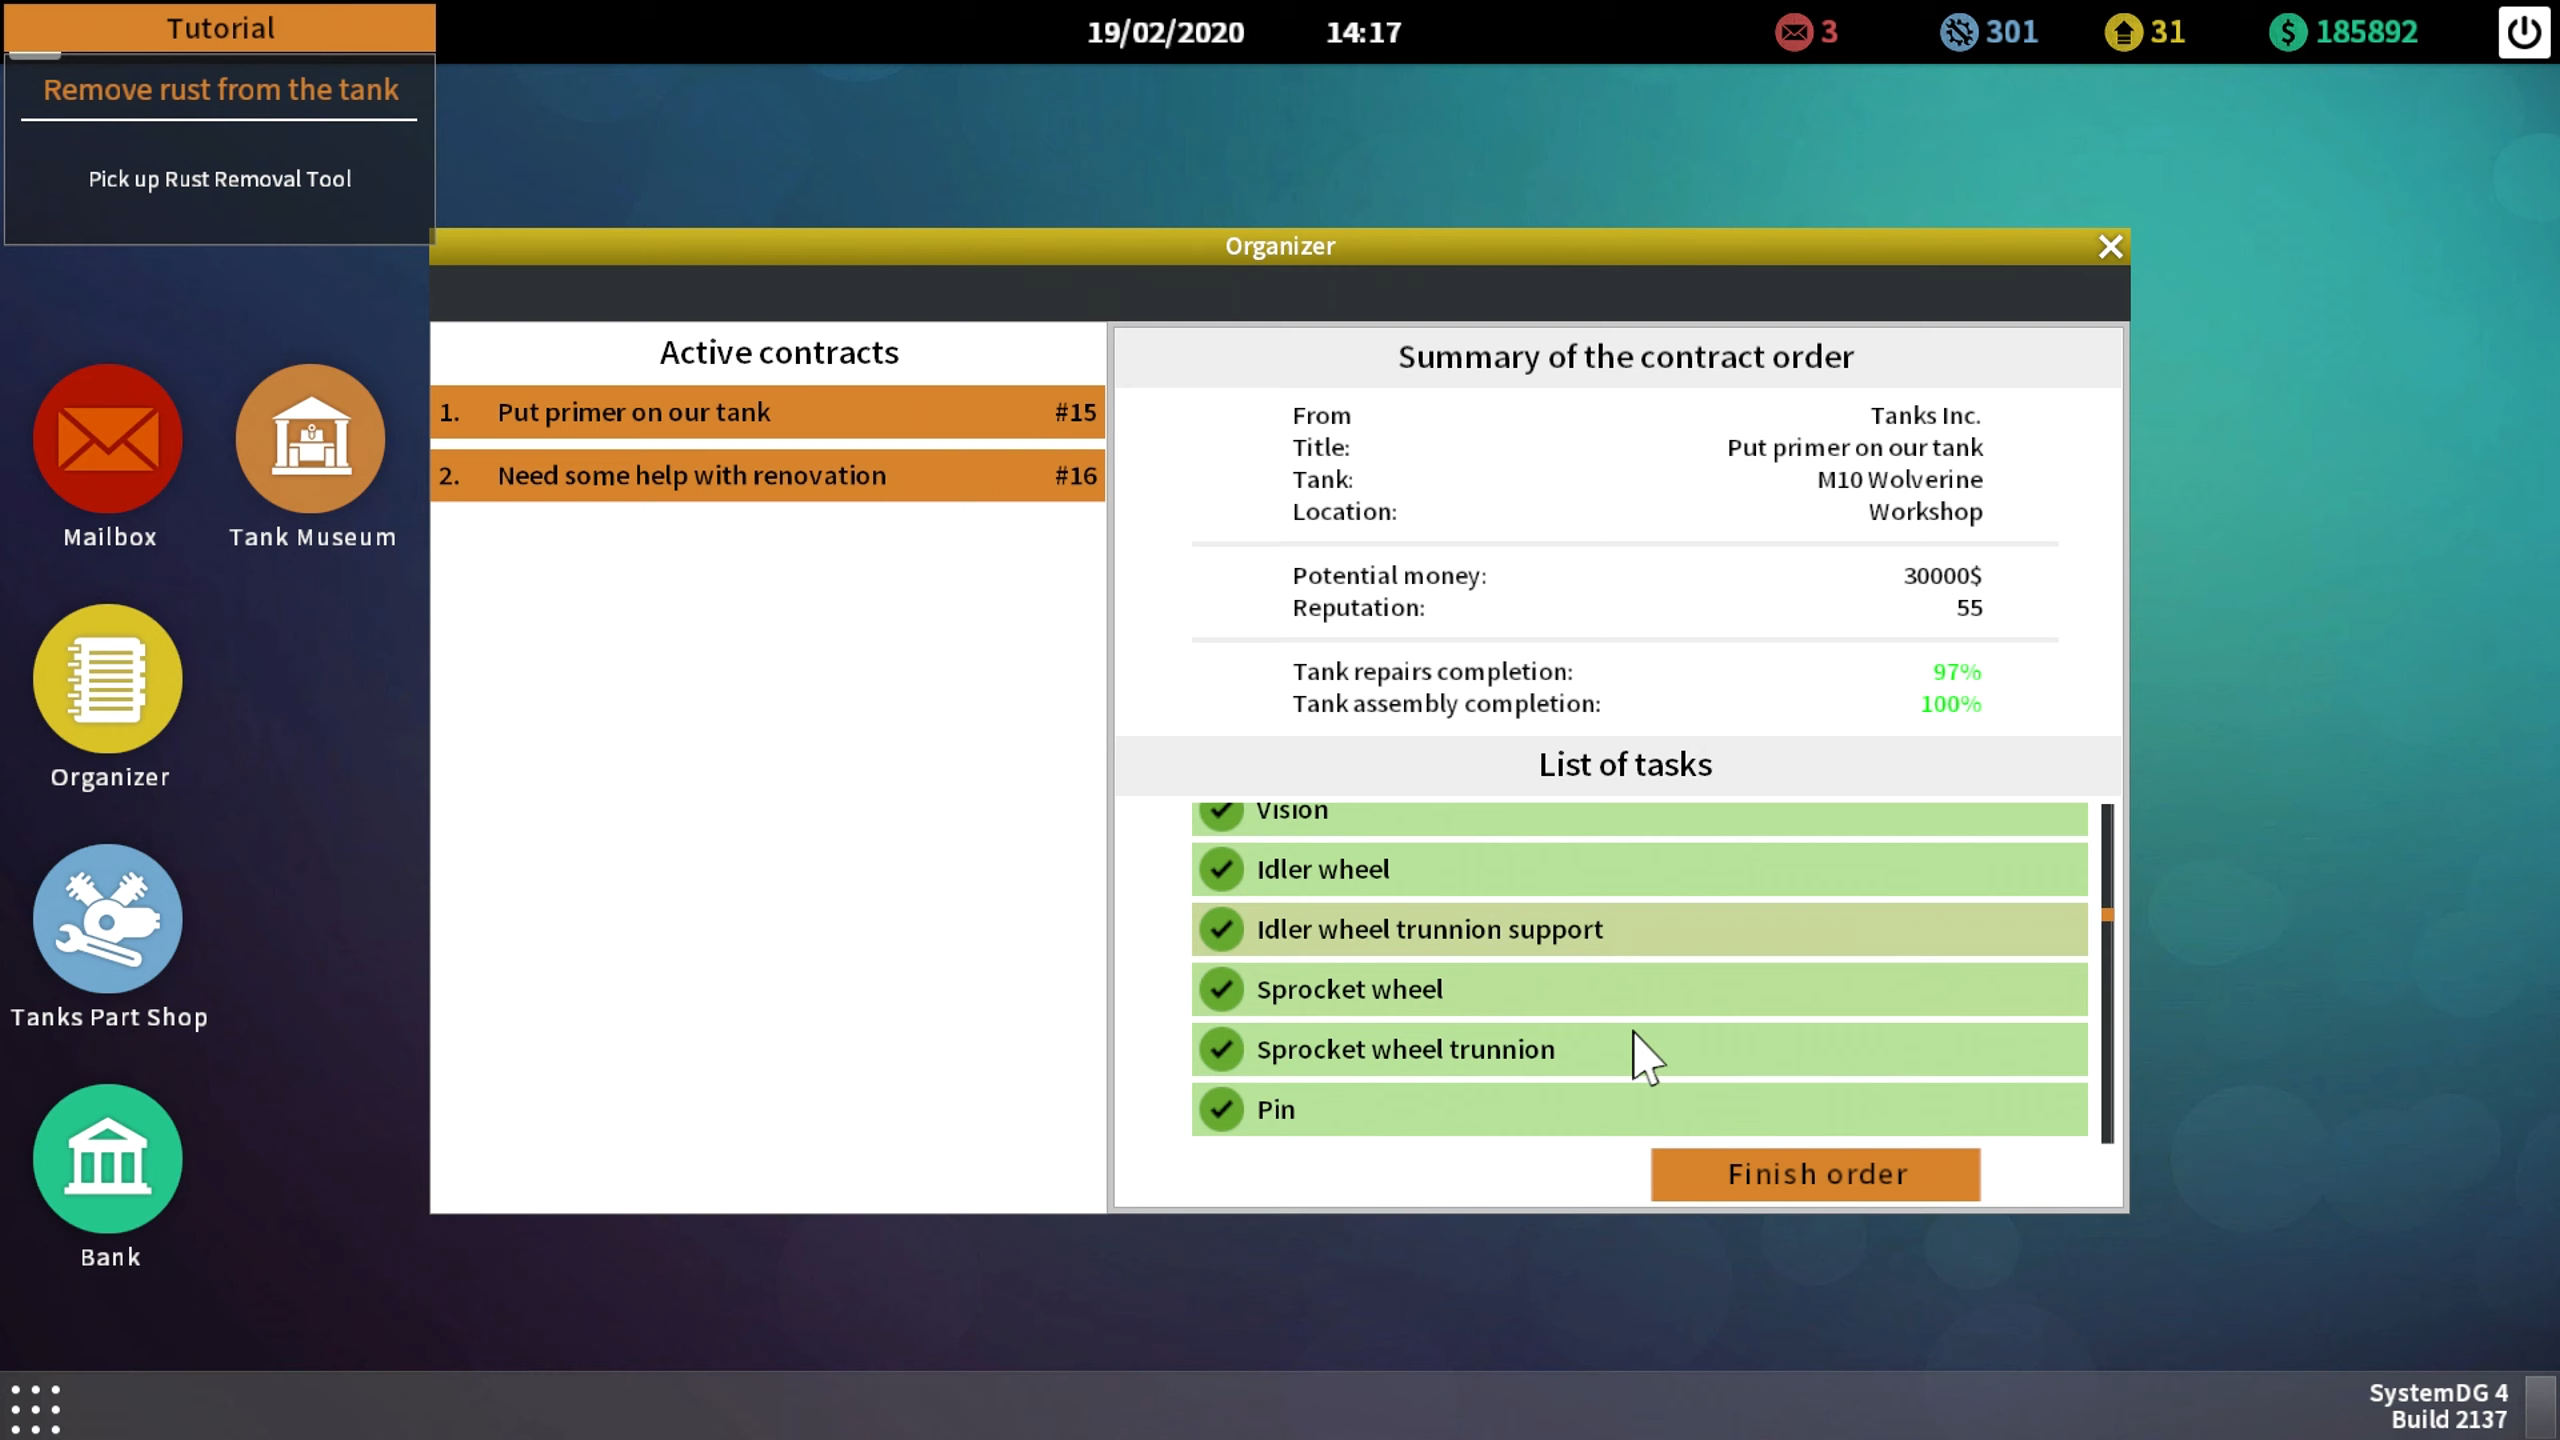 Tutorial
19/02/2020 14:17 3 301 31 185892
Remove rust from the tank
Pick up Rust Removal Tool
Organizer
Active contracts
1. Put primer on our tank #15
2. Need some help with renovation #16
Summary of the contract order
From Tanks Inc.
Title: Put primer on our tank
Tank: M10 Wolverine
Location: Workshop
Potential money: 30000$
Reputation: 55
Tank repairs completion: 97%
Tank assembly completion: 100%
List of tasks
Vision
Idler wheel
Idler wheel trunnion support
Sprocket wheel
Sprocket wheel trunnion
Pin
Finish order
Mailbox
Tank Museum
Organizer
Tanks Part Shop
Bank
SystemDG 4
Build 2137